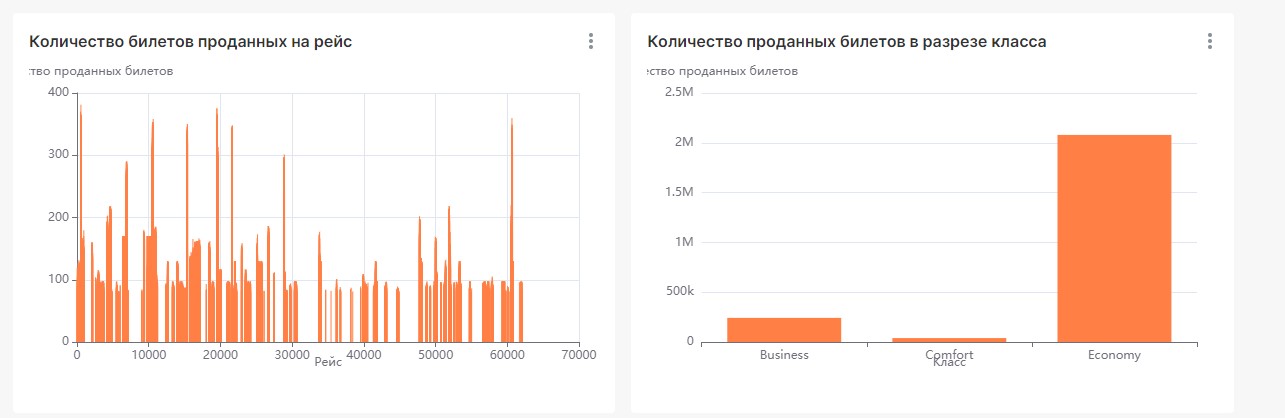 Количество билетов проданных на рейс
тво проданных билетов
400
300
200
100
0
0 10000 20000 30000 40000 50000 60000 70000
Рейс
Количество проданных билетов в разрезе класса
ество проданных билетов
2.5M
2M
1.5M
1M
500k
0
Business Comfort Economy
Класс